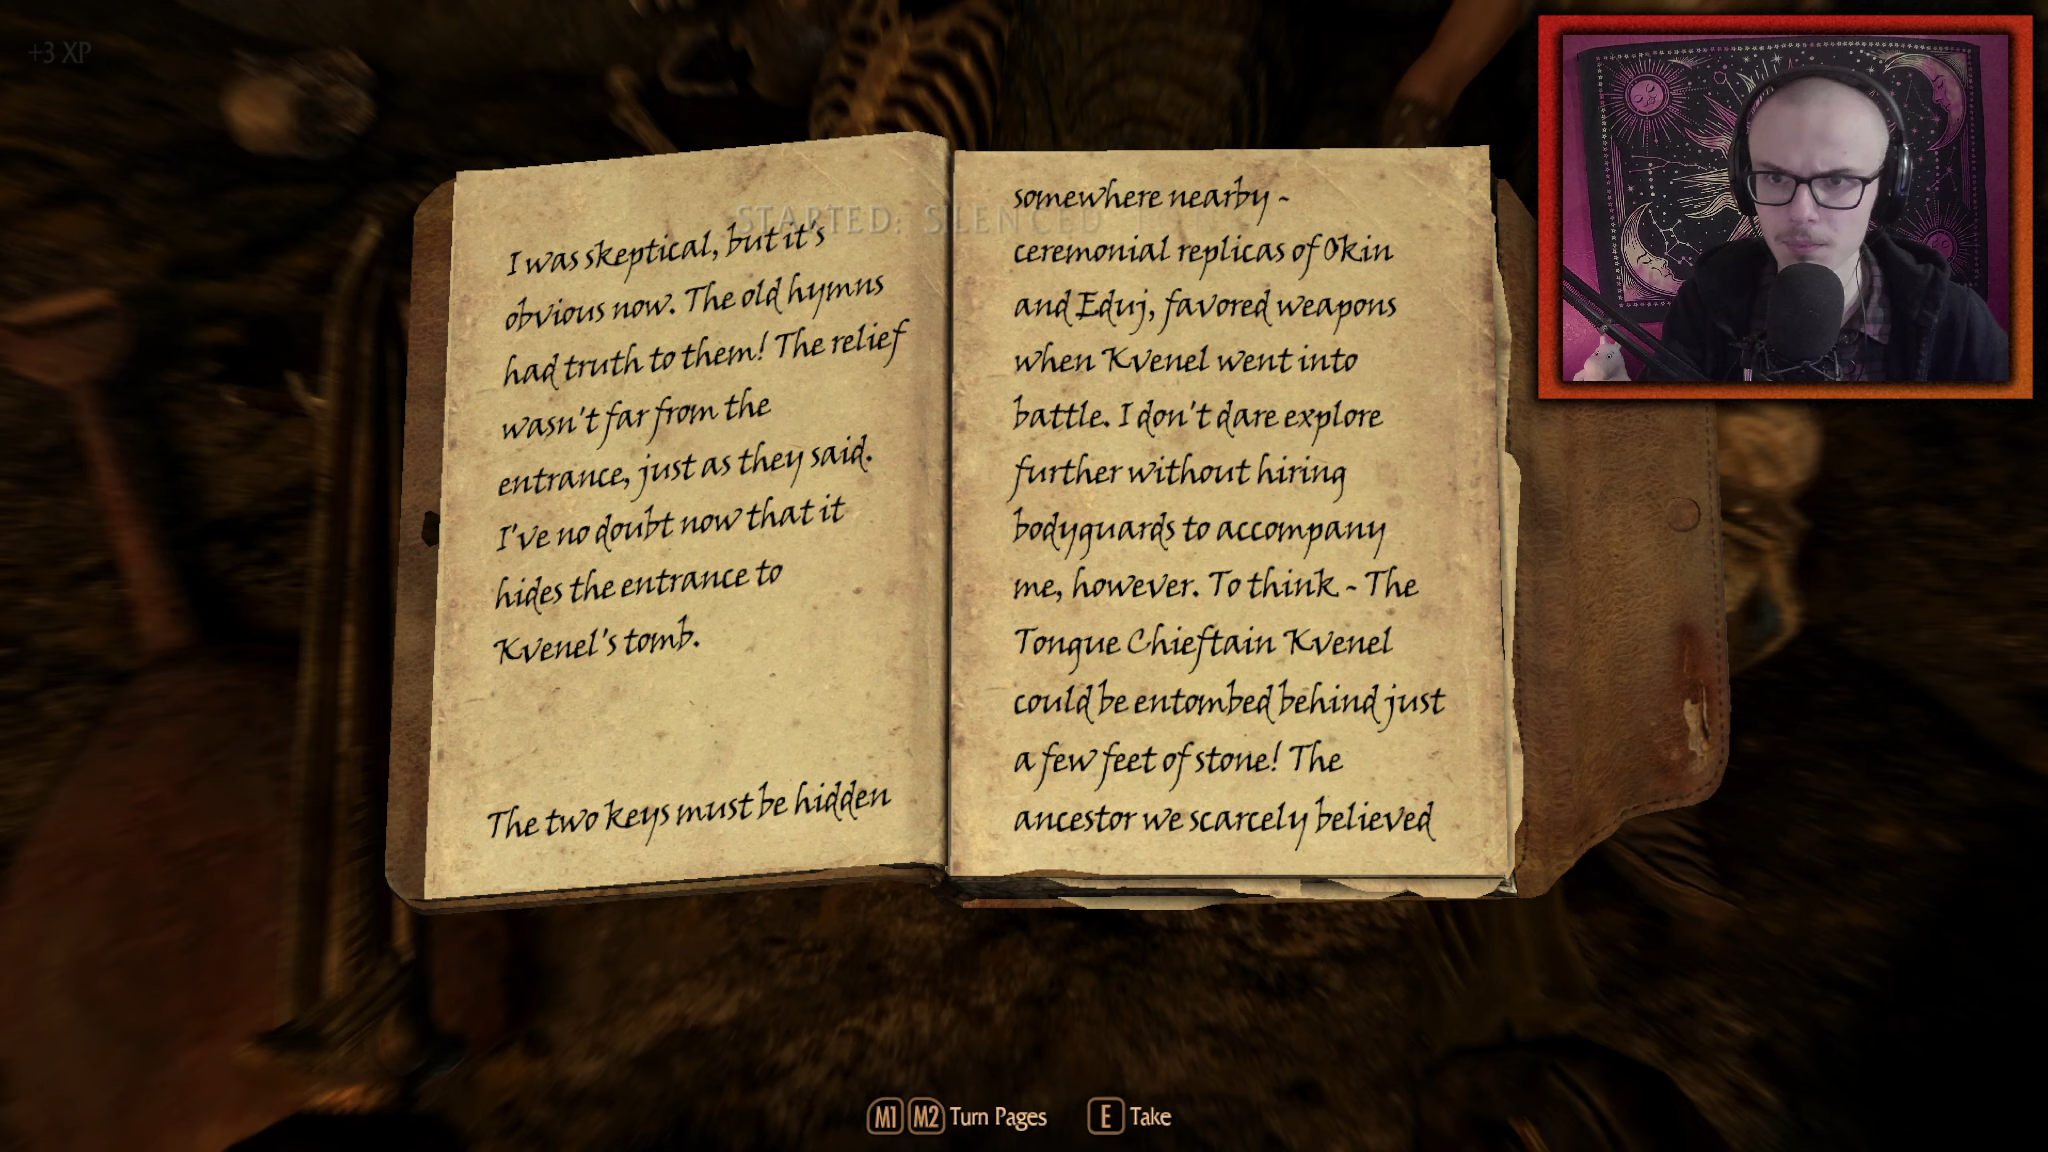 +3 XP
STARTED: SILENCED
I was skeptical, but it's
obvious now. The old hymns
had truth to them! The relief
wasn't far from the
entrance, just as they said.
I've no doubt now that it
hides the entrance to
Kvenel's tomb.
The two keys must be hidden
somewhere nearby -
ceremonial replicas of Okin
and Eduj, favored weapons
when Kvenel went into
battle. I don't dare explore
further without hiring
bodyguards to accompany
me, however. To think - The
Tongue Chieftain Kvenel
could be entombed behind just
a few feet of stone! The
ancestor we scarcely believed
M1 M2 Turn Pages E Take